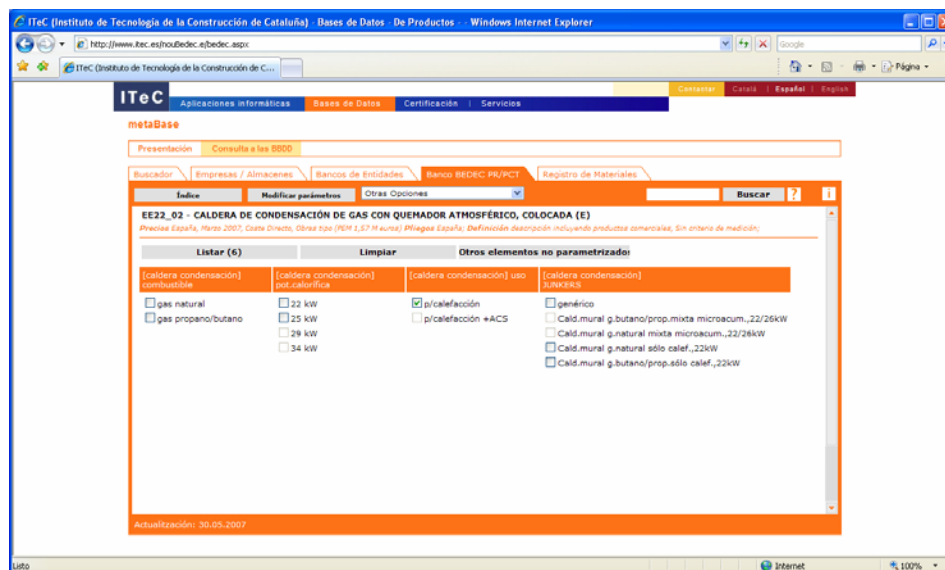 ITeC (Instituto de Tecnología de la Construcción de Cataluña) - Bases de Datos - De Productos - - Windows Internet Explorer
http://www.itec.es/nouBedec.e/bedec.aspx
Google
ITeC (Instituto de Tecnología de la Construcción de C...
Página
ITeC
Contactar Català | Español | English
Aplicaciones informáticas Bases de Datos Certificación | Servicios
metaBase
Presentación Consulta a las BBDD
Buscador Empresas / Almacenes Bancos de Entidades Banco BEDEC PR/PCT Registro de Materiales
Índice Modificar parámetros Otras Opciones Buscar ? i
EE22_02 - CALDERA DE CONDENSACIÓN DE GAS CON QUEMADOR ATMOSFÉRICO, COLOCADA (E)
Precios España, Marzo 2007, Coste Directo, Obras tipo (PEM 1,57 M euros) Pliegos España; Definición descripción incluyendo productos comerciales, Sin criterio de medición;
Listar (6) Limpiar Otros elementos no parametrizados
[caldera condensación] combustible
[caldera condensación] pot.calorífica
[caldera condensación] uso
[caldera condensación] JUNKERS
gas natural 22 kW p/calefacción genérico
gas propano/butano 25 kW p/calefacción +ACS Cald.mural g.butano/prop.mixta microacum.,22/26kW
29 kW Cald.mural g.natural mixta microacum.,22/26kW
34 kW Cald.mural g.natural sólo calef.,22kW
Cald.mural g.butano/prop.sólo calef.,22kW
Actualitzación: 30.05.2007
Listo Internet 100%